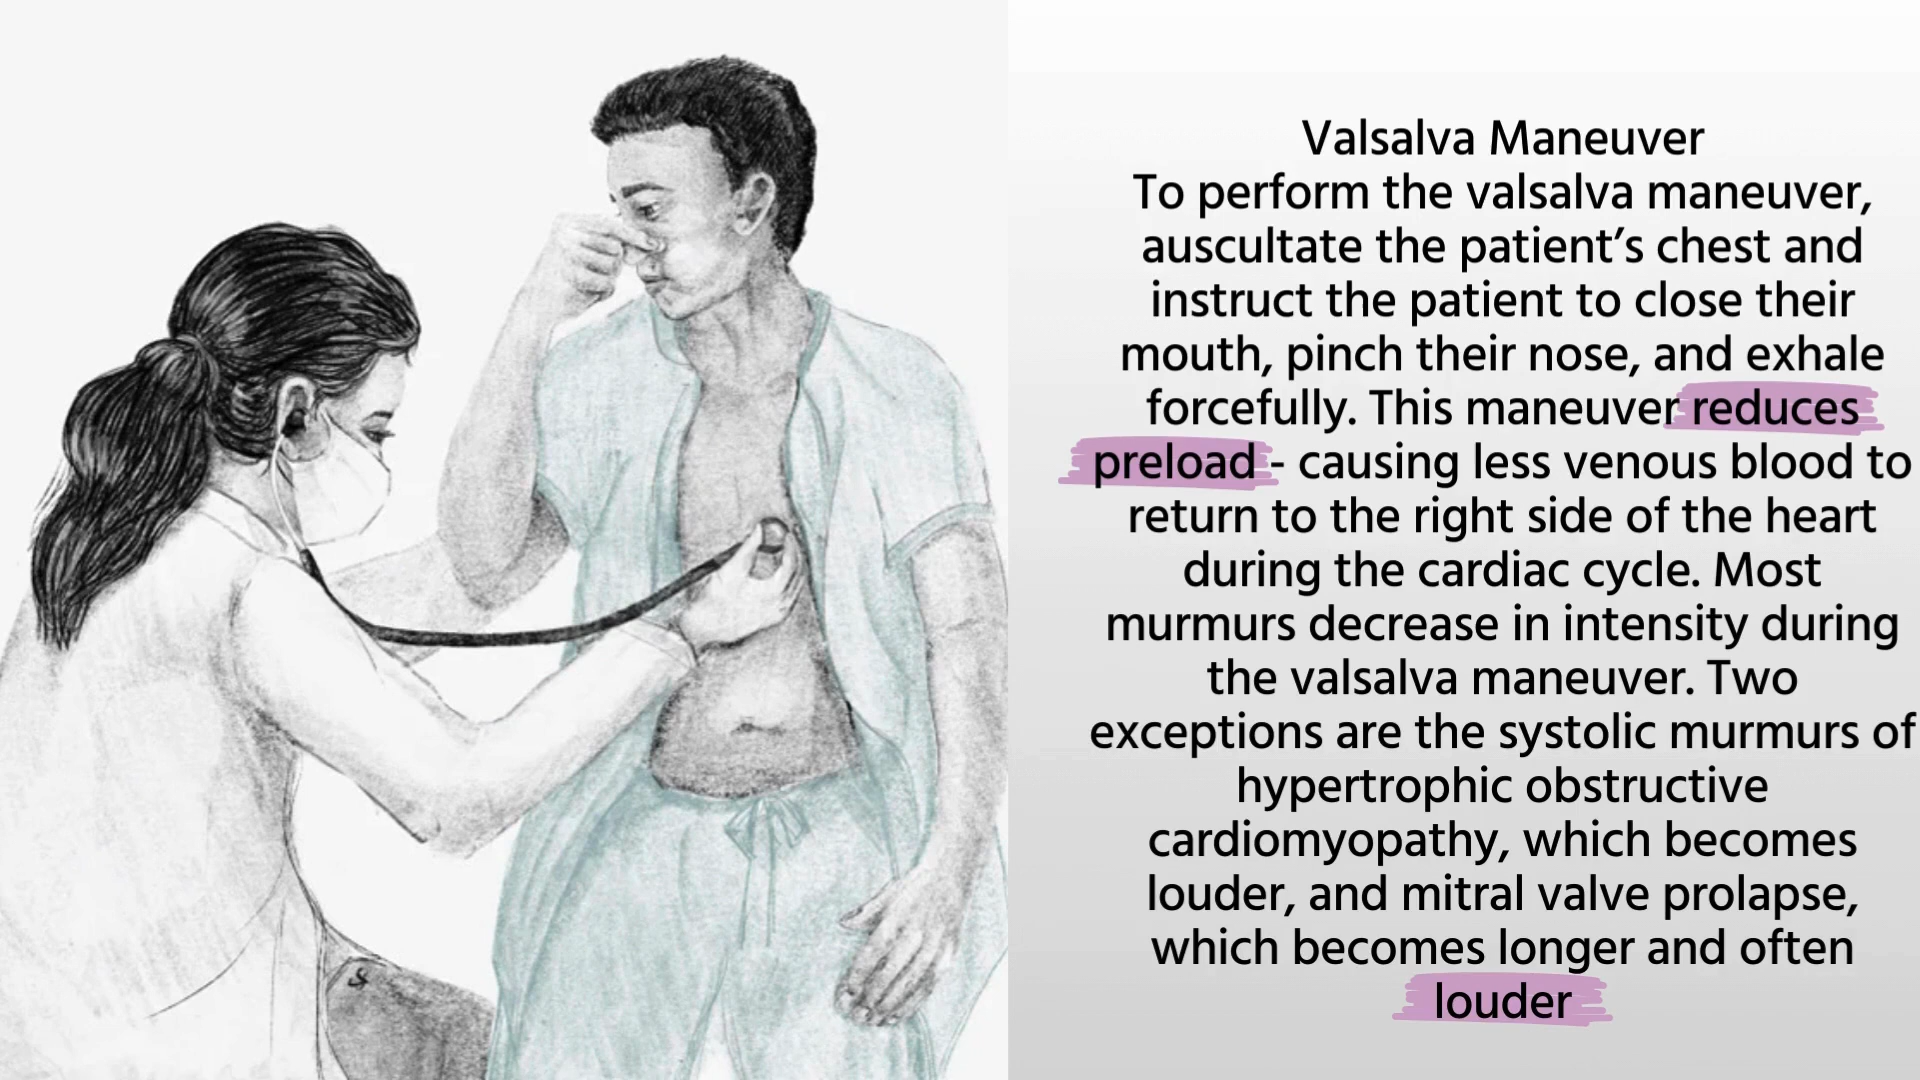 Valsalva Maneuver
To perform the valsalva maneuver,
auscultate the patient’s chest and
instruct the patient to close their
mouth, pinch their nose, and exhale
forcefully. This maneuver reduces
preload - causing less venous blood to
return to the right side of the heart
during the cardiac cycle. Most
murmurs decrease in intensity during
the valsalva maneuver. Two
exceptions are the systolic murmurs of
hypertrophic obstructive
cardiomyopathy, which becomes
louder, and mitral valve prolapse,
which becomes longer and often
louder